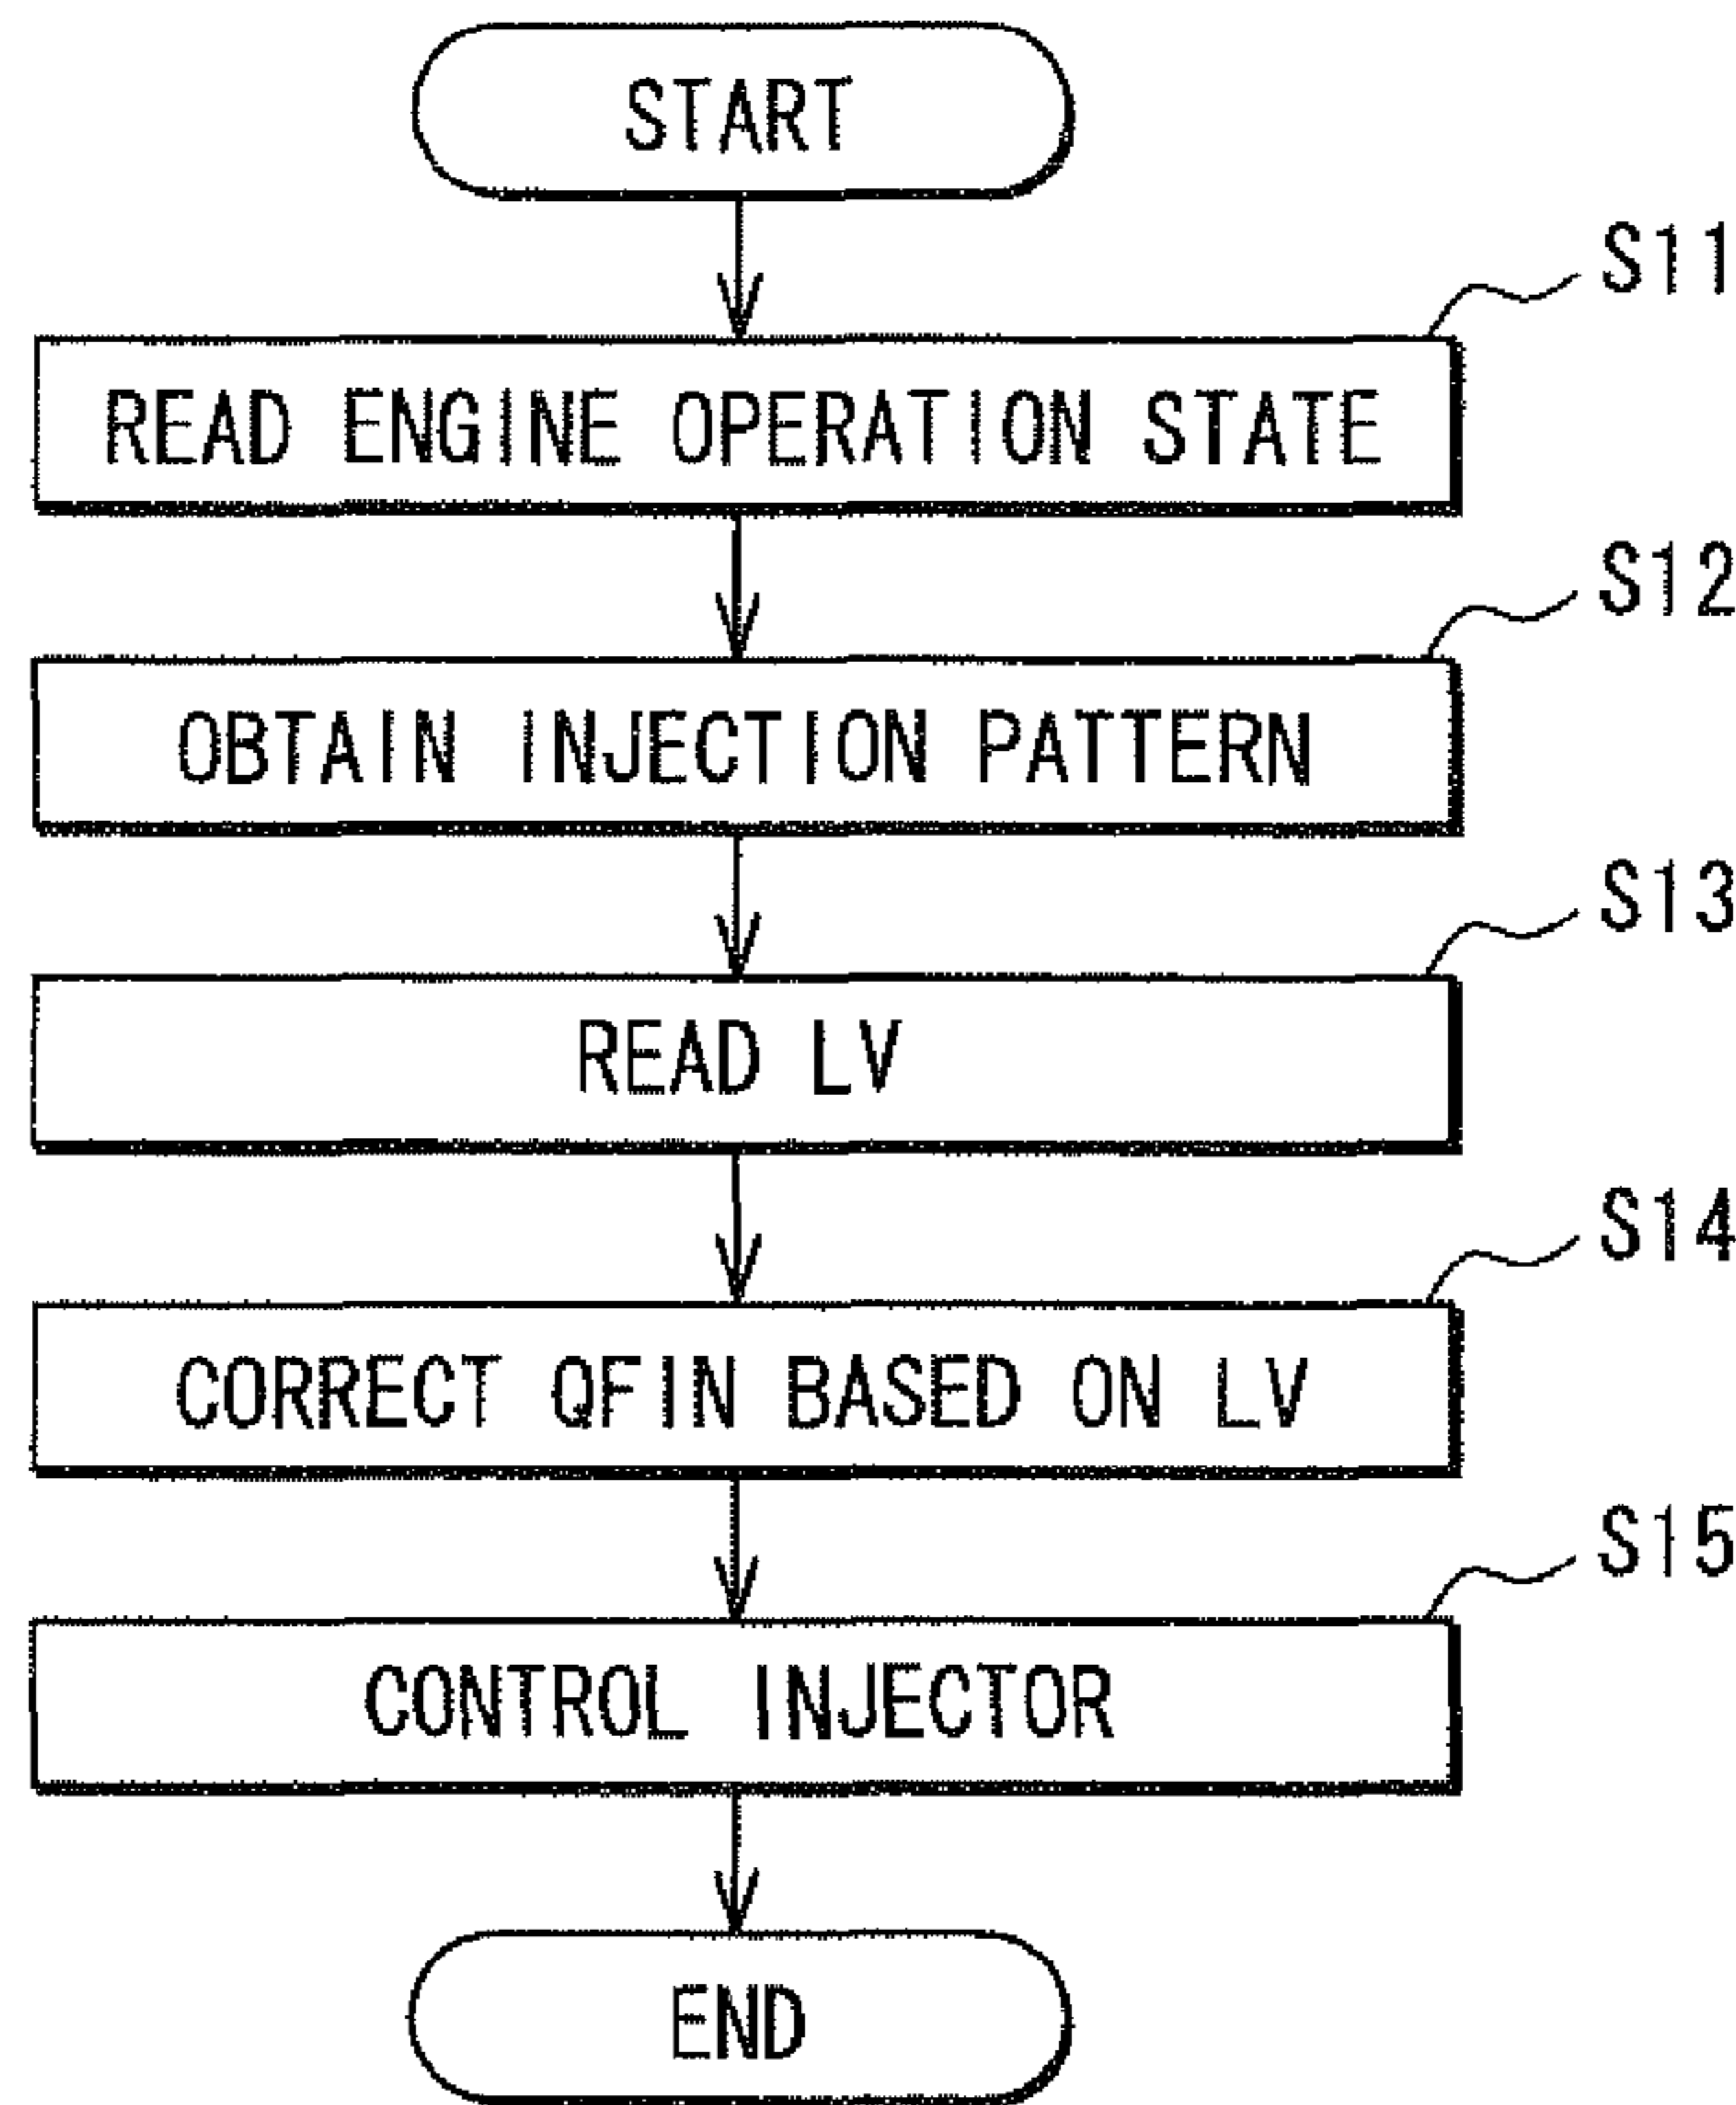 START
S11
READ ENGINE OPERATION STATE
S12
OBTAIN INJECTION PATTERN
S13
READ LV
S14
CORRECT QFIN BASED ON LV
S15
CONTROL INJECTOR
END